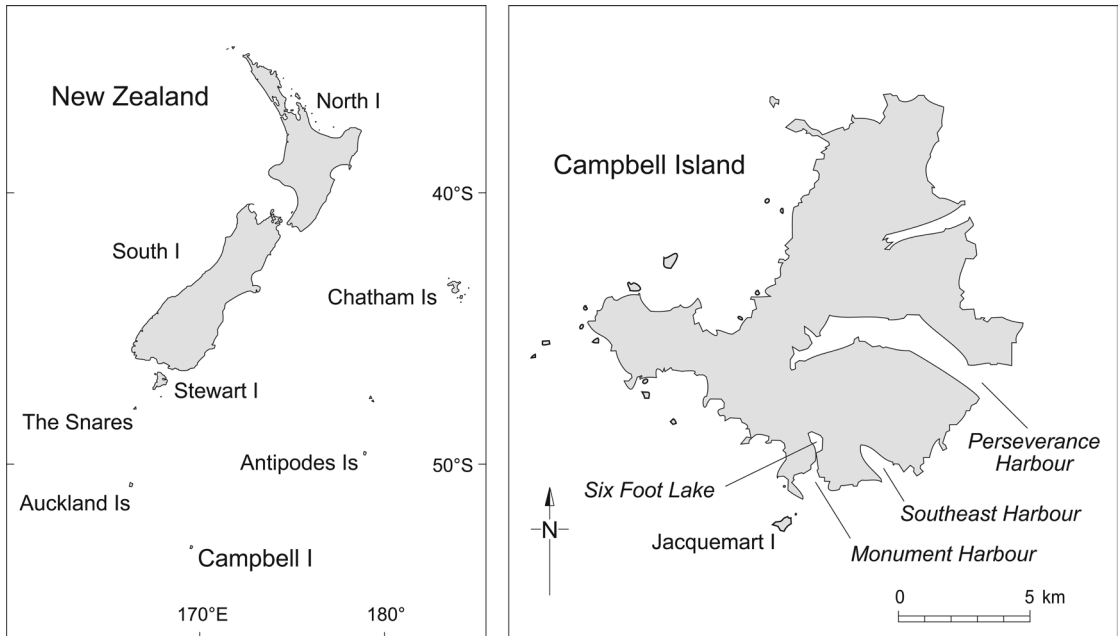 New Zealand
North I
40°S
South I
Chatham Is
Stewart I
The Snares
Antipodes Is
50°S
Auckland Is
Campbell I
170°E
180°
Campbell Island
Perseverance
Harbour
Six Foot Lake
Southeast Harbour
N
Jacquemart I
Monument Harbour
0
5 km